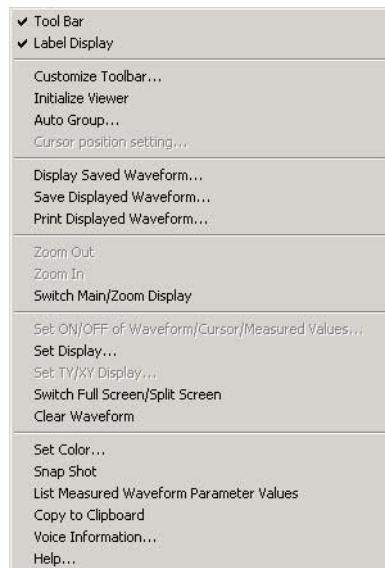 Tool Bar
Label Display
Customize Toolbar...
Initialize Viewer
Auto Group...
Cursor position setting...
Display Saved Waveform...
Save Displayed Waveform...
Print Displayed Waveform...
Zoom Out
Zoom In
Switch Main/Zoom Display
Set ON/OFF of Waveform/Cursor/Measured Values...
Set Display...
Set TY/XY Display...
Switch Full Screen/Split Screen
Clear Waveform
Set Color...
Snap Shot
List Measured Waveform Parameter Values
Copy to Clipboard
Voice Information...
Help...